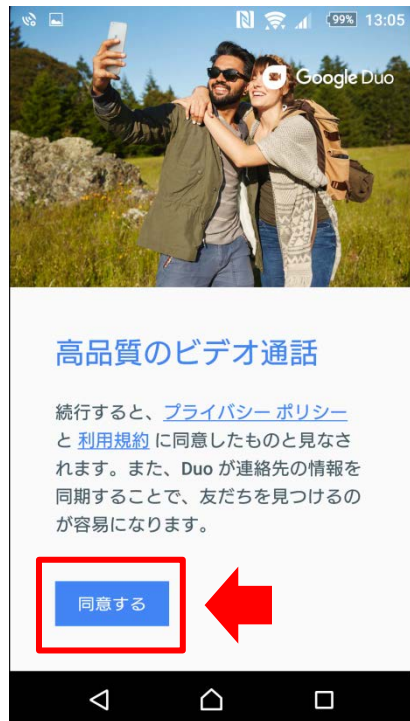 99% 13:05
Google Duo
高品質のビデオ通話
続行すると、プライバシー ポリシー
と 利用規約 に同意したものと見なさ
れます。また、Duo が連絡先の情報を
同期することで、友だちを見つけるの
が容易になります。
同意する